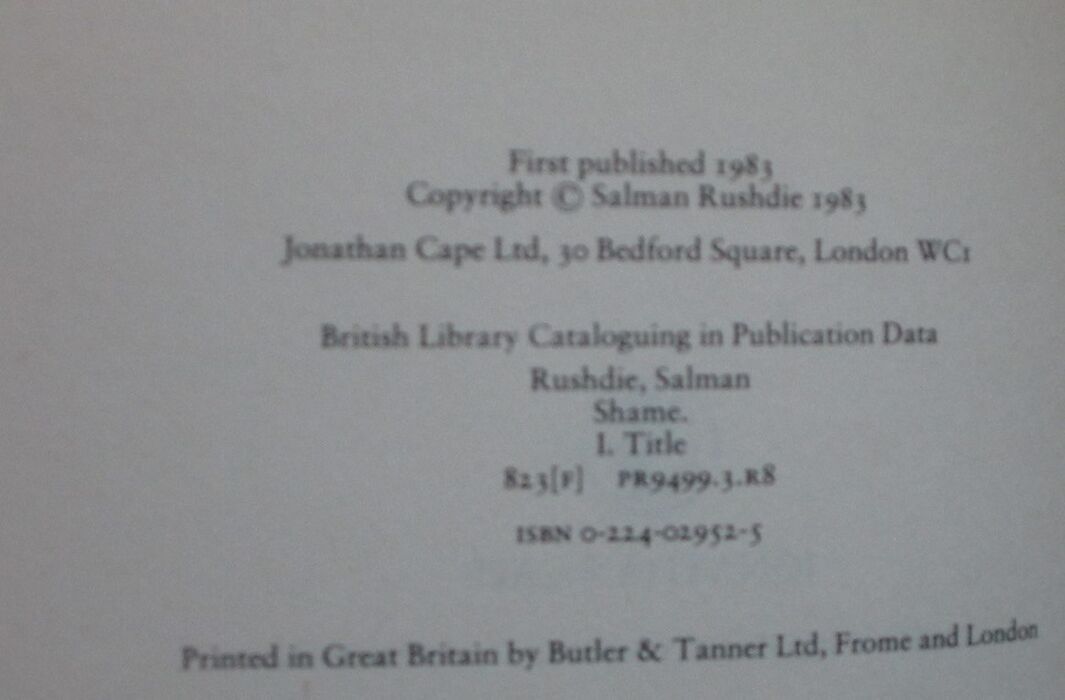 First published 1983
Copyright © Salman Rushdie 1983
Jonathan Cape Ltd, 30 Bedford Square, London WC1
British Library Cataloguing in Publication Data
Rushdie, Salman
Shame.
I. Title
823[F] PR9499.3.R8
ISBN 0-224-02952-5
Printed in Great Britain by Butler & Tanner Ltd, Frome and London